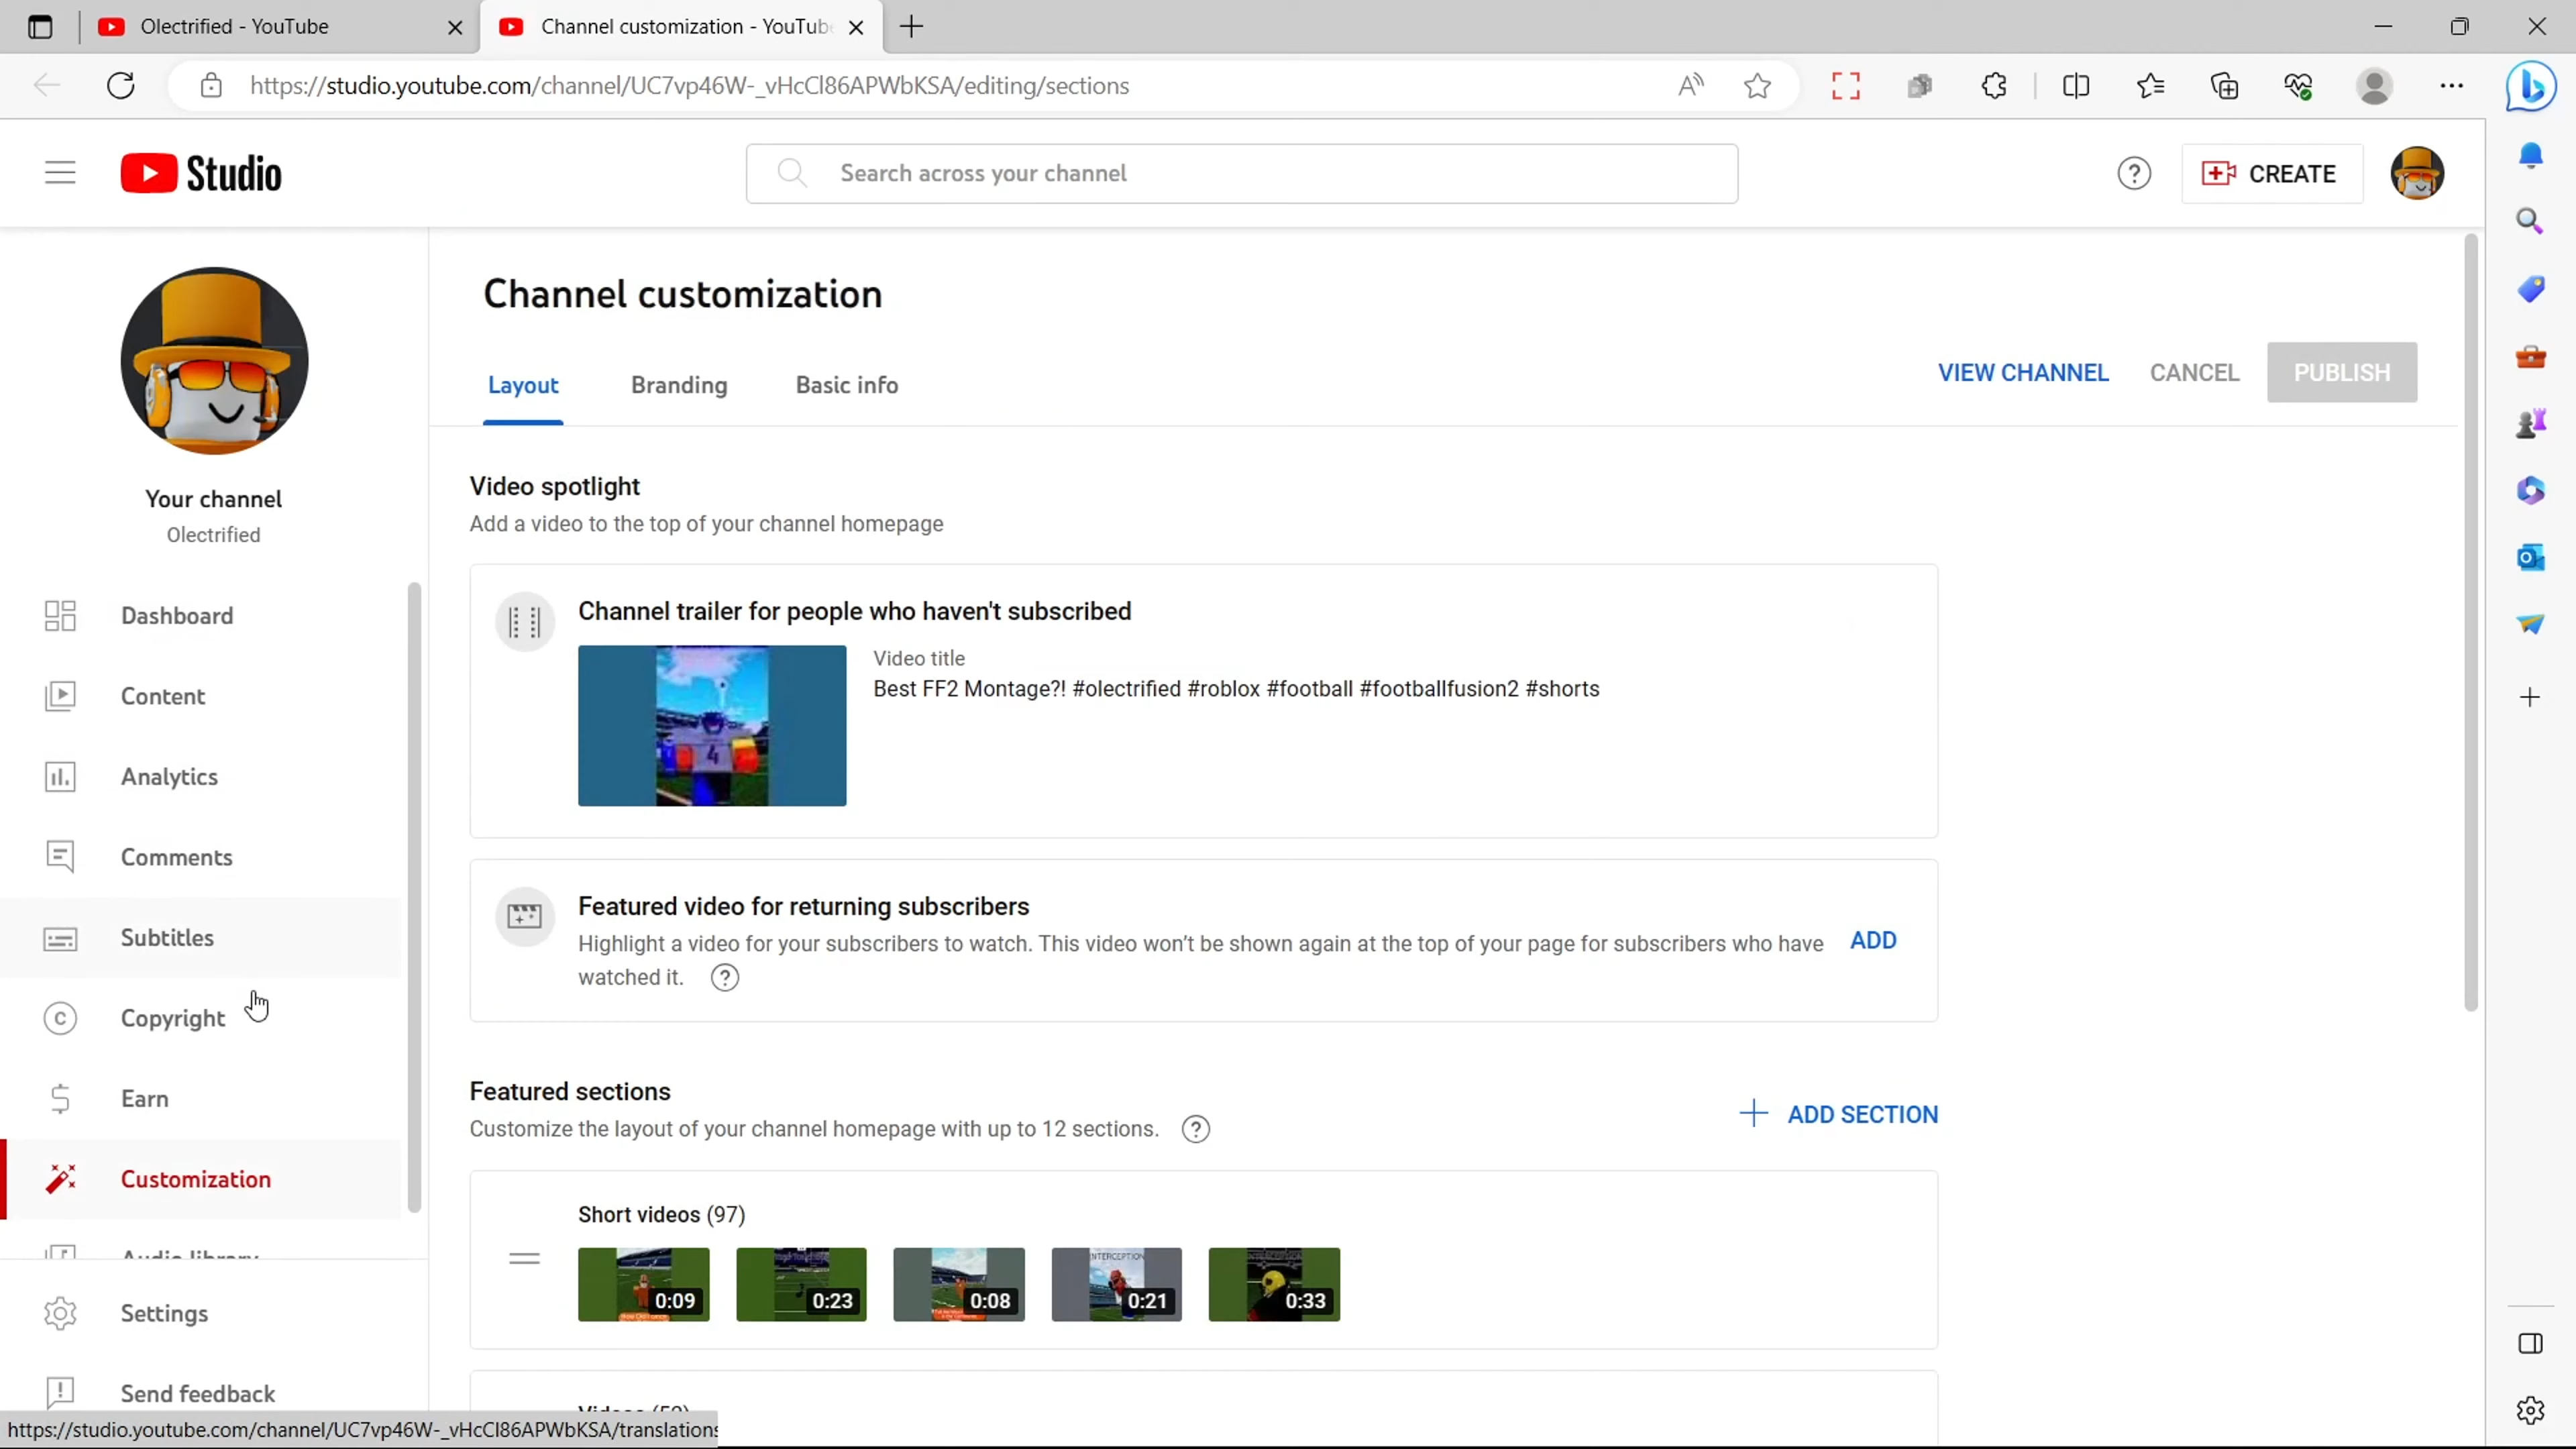 Olectrified - YouTube
Channel customization - YouTub
https://studio.youtube.com/channel/UC7vp46W-_vHcCl86APWbKSA/editing/sections
Studio
Search across your channel
CREATE
Your channel
Olectrified
Dashboard
Content
Analytics
Comments
Subtitles
Copyright
Earn
Customization
Audio library
Settings
Send feedback
Channel customization
Layout
Branding
Basic info
VIEW CHANNEL
CANCEL
PUBLISH
Video spotlight
Add a video to the top of your channel homepage
Channel trailer for people who haven't subscribed
Video title
Best FF2 Montage?! #olectrified #roblox #football #footballfusion2 #shorts
4
Featured video for returning subscribers
Highlight a video for your subscribers to watch. This video won't be shown again at the top of your page for subscribers who have
watched it.
ADD
Featured sections
Customize the layout of your channel homepage with up to 12 sections.
ADD SECTION
Short videos (97)
INTERCEPTION
0:09
0:23
0:08
0:21
0:33
https://studio.youtube.com/channel/UC7vp46W-_vHcCl86APWbKSA/translations